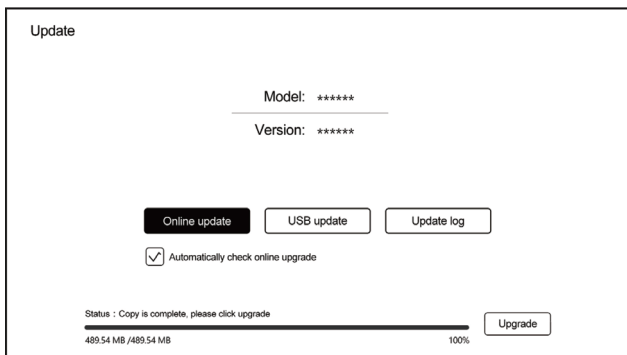 Update
Model: ******
Version: ******
Online update
USB update
Update log
Automatically check online upgrade
Status : Copy is complete, please click upgrade
Upgrade
489.54 MB /489.54 MB
100%